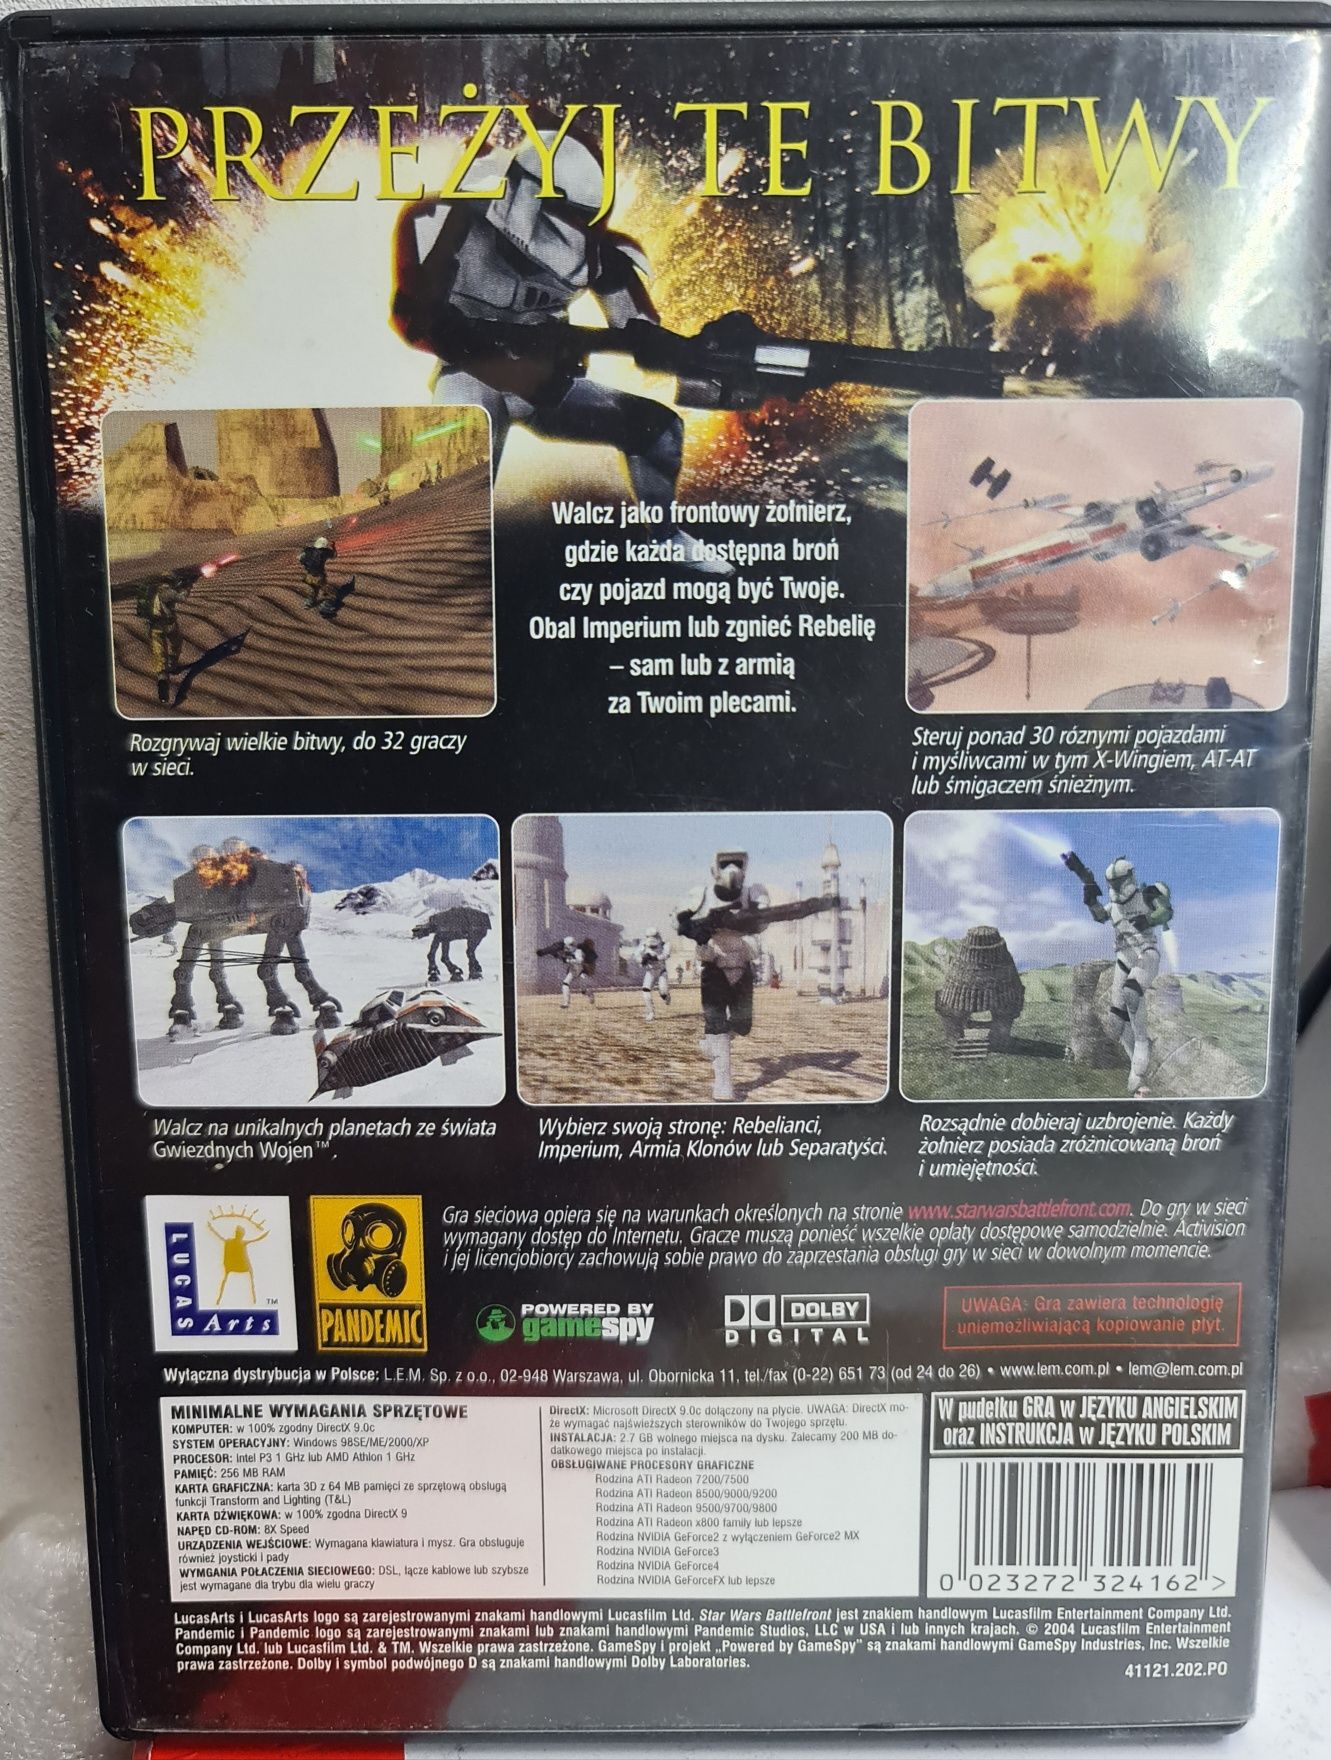 PRZEŻYJ TE BITWY
Walcz jako frontowy żołnierz,
gdzie każda dostępna broń
czy pojazd mogą być Twoje.
Obal Imperium lub zgnieć Rebelię
– sam lub z armią
za Twoim plecami.
Rozgrywaj wielkie bitwy, do 32 graczy
w sieci.
Steruj ponad 30 róznymi pojazdami
i myśliwcami w tym X-Wingiem, AT-AT
lub śmigaczem śnieżnym.
Walcz na unikalnych planetach ze świata
Gwiezdnych Wojen™.
Wybierz swoją stronę: Rebelianci,
Imperium, Armia Klonów lub Separatyści.
Rozsądnie dobieraj uzbrojenie. Każdy
żołnierz posiada zróżnicowaną broń
i umiejętności.
LUCAS Arts ™
PANDEMIC
Gra sieciowa opiera się na warunkach określonych na stronie www.starwarsbattlefront.com. Do gry w sieci
wymagany dostęp do Internetu. Gracze muszą ponieść wszelkie opłaty dostępowe samodzielnie. Activision
i jej licencjobiorcy zachowują sobie prawo do zaprzestania obsługi gry w sieci w dowolnym momencie.
POWERED BY
gamespy
DOLBY
DIGITAL
UWAGA: Gra zawiera technologię
uniemożliwiającą kopiowanie płyt.
Wyłączna dystrybucja w Polsce: L.E.M. Sp. z o.o., 02-948 Warszawa, ul. Obornicka 11, tel./fax (0-22) 651 73 (od 24 do 26) • www.lem.com.pl • lem@lem.com.pl
MINIMALNE WYMAGANIA SPRZĘTOWE
KOMPUTER: w 100% zgodny DirectX 9.0c
SYSTEM OPERACYJNY: Windows 98SE/ME/2000/XP
PROCESOR: Intel P3 1 GHz lub AMD Athlon 1 GHz
PAMIĘĆ: 256 MB RAM
KARTA GRAFICZNA: karta 3D z 64 MB pamięci ze sprzętową obsługą
funkcji Transform and Lighting (T&L)
KARTA DŹWIĘKOWA: w 100% zgodna DirectX 9
NAPĘD CD-ROM: 8X Speed
URZĄDZENIA WEJŚCIOWE: Wymagana klawiatura i mysz. Gra obsługuje
również joysticki i pady
WYMGANIA POŁACZENIA SIECIOWEGO: DSL, łącze kablowe lub szybsze
jest wymagane dla trybu dla wielu graczy
DirectX: Microsoft DirectX 9.0c dołączony na płycie. UWAGA: DirectX mo-
że wymagać najświeższych sterowników do Twojego sprzętu.
INSTALACJA: 2.7 GB wolnego miejsca na dysku. Zalecamy 200 MB do-
datkowego miejsca po instalacji.
OBSŁUGIWANE PROCESORY GRAFICZNE
Rodzina ATI Radeon 7200/7500
Rodzina ATI Radeon 8500/9000/9200
Rodzina ATI Radeon 9500/9700/9800
Rodzina ATI Radeon x800 family lub lepsze
Rodzina NVIDIA GeForce2 z wyłączeniem GeForce2 MX
Rodzina NVIDIA GeForce3
Rodzina NVIDIA GeForce4
Rodzina NVIDIA GeForceFX lub lepsze
W pudełku GRA w JĘZYKU ANGIELSKIM
oraz INSTRUKCJA w JĘZYKU POLSKIM
0 023272 324162 >
LucasArts i LucasArts logo są zarejestrowanymi znakami handlowymi Lucasfilm Ltd. Star Wars Battlefront jest znakiem handlowym Lucasfilm Entertainment Company Ltd.
Pandemic i Pandemic logo są zarejestrowanymi znakami lub znakami handlowymi Pandemic Studios, LLC w USA i lub innych krajach. © 2004 Lucasfilm Entertainment
Company Ltd. lub Lucasfilm Ltd. & TM. Wszelkie prawa zastrzeżone. GameSpy i projekt „Powered by GameSpy” są znakami handlowymi GameSpy Industries, Inc. Wszelkie
prawa zastrzeżone. Dolby i symbol podwójnego D są znakami handlowymi Dolby Laboratories.
41121.202.PO